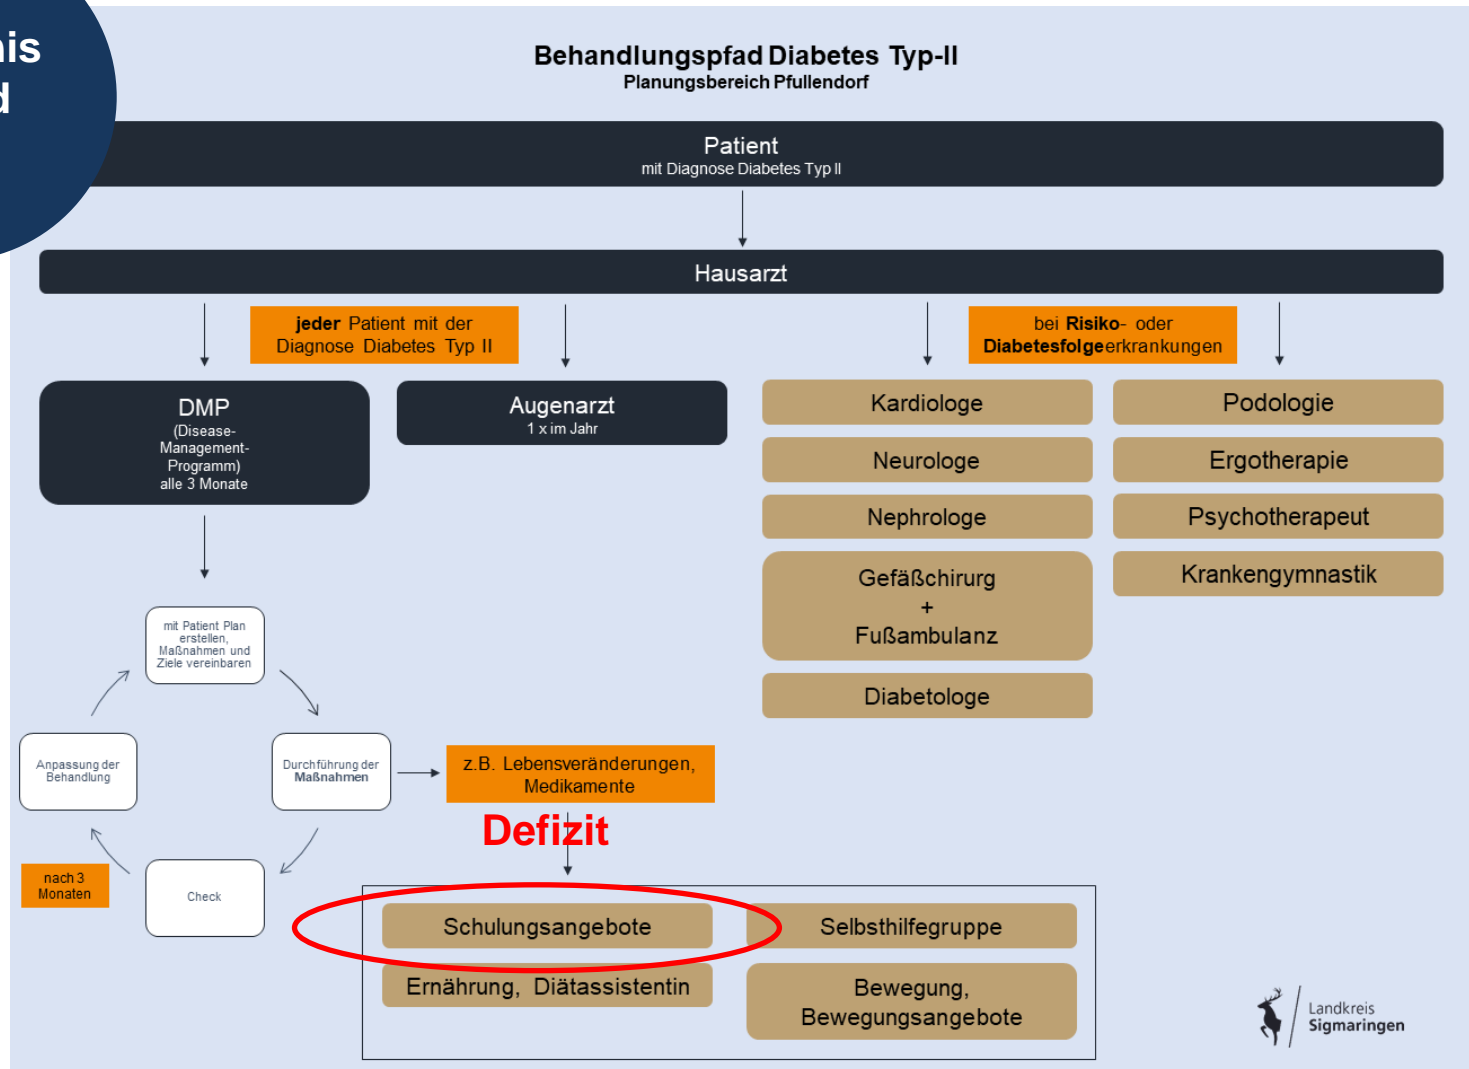 Behandlungspfad Diabetes Typ-II
Planungsbereich Pfullendorf
Patient
mit Diagnose Diabetes Typ II
Hausarzt
jeder Patient mit der
Diagnose Diabetes Typ II
bei Risiko- oder
Diabetesfolgeerkrankungen
DMP
(Disease-
Management-
Programm)
alle 3 Monate
Augenarzt
1 x im Jahr
Kardiologe
Neurologe
Nephrologe
Gefäßchirurg
+
Fußambulanz
Diabetologe
Podologie
Ergotherapie
Psychotherapeut
Krankengymnastik
mit Patient Plan
erstellen,
Maßnahmen und
Ziele vereinbaren
Durchführung der
Maßnahmen
Check
nach 3
Monaten
Anpassung der
Behandlung
z.B. Lebensveränderungen,
Medikamente
Defizit
Schulungsangebote
Selbsthilfegruppe
Ernährung, Diätassistentin
Bewegung,
Bewegungsangebote
Landkreis
Sigmaringen